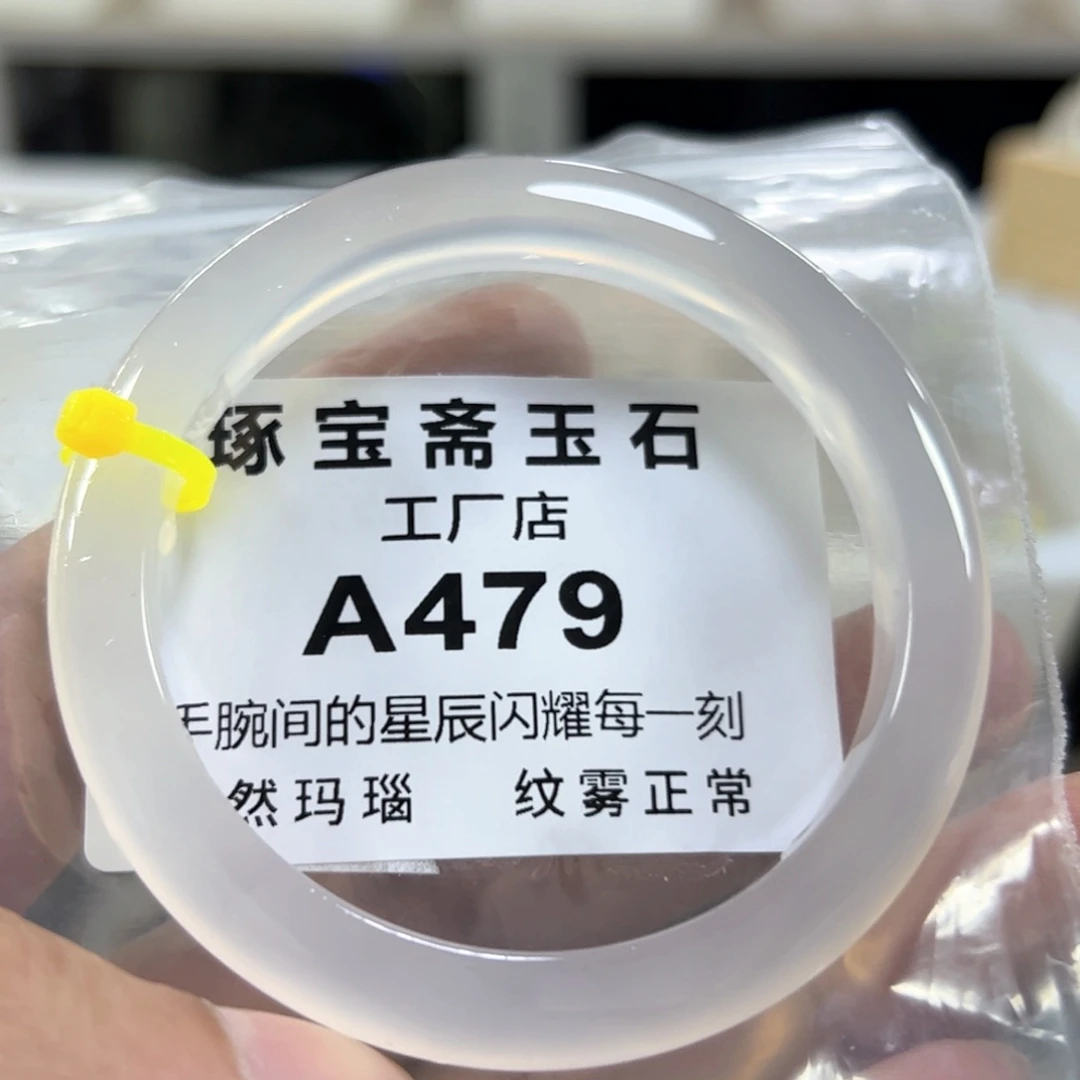 琢宝斋玉石
工厂店
A479
手腕间的星辰闪耀每一刻
然玛瑙 纹雾正常